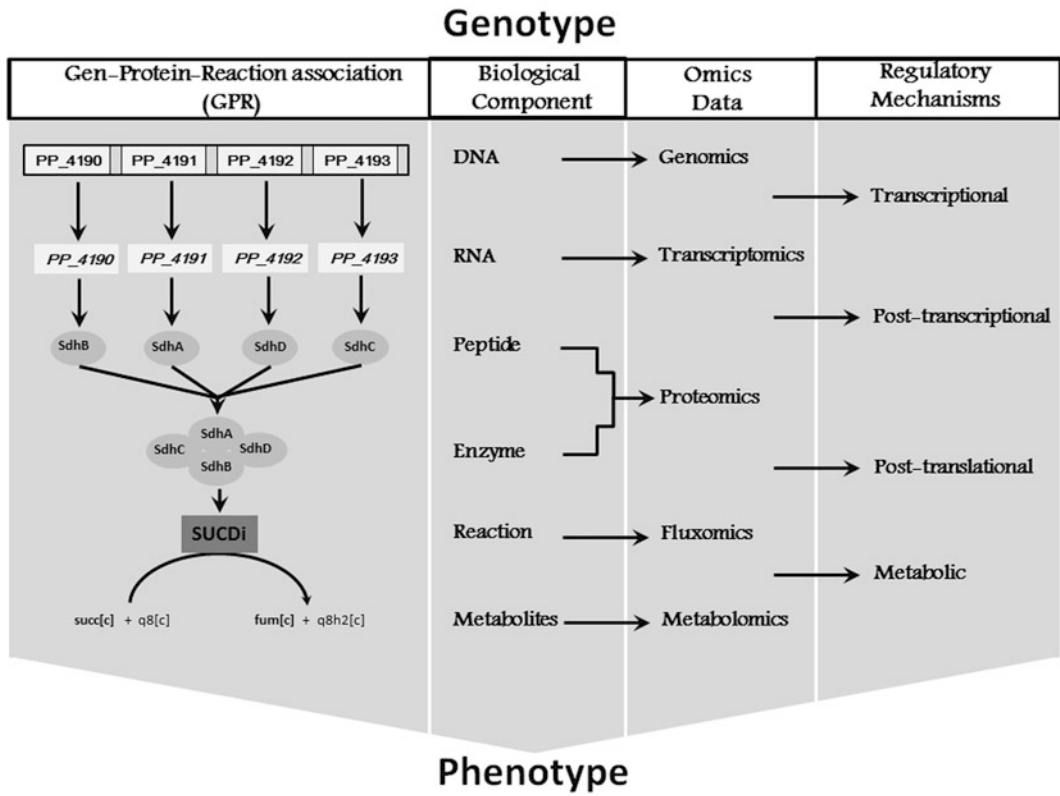 Genotype
Gen-Protein-Reaction association
(GPR)
Biological
Component
Omics
Data
Regulatory
Mechanisms
PP_4190 PP_4191 PP_4192 PP_4193
PP_4190 PP_4191 PP_4192 PP_4193
SdhB SdhA SdhD SdhC
SdhA
SdhC SdhD
SdhB
SUCDi
succ[c] + q8[c] fum[c] + q8h2[c]
DNA
RNA
Peptide
Enzyme
Reaction
Metabolites
Genomics
Transcriptomics
Proteomics
Fluxomics
Metabolomics
Transcriptional
Post-transcriptional
Post-translational
Metabolic
Phenotype